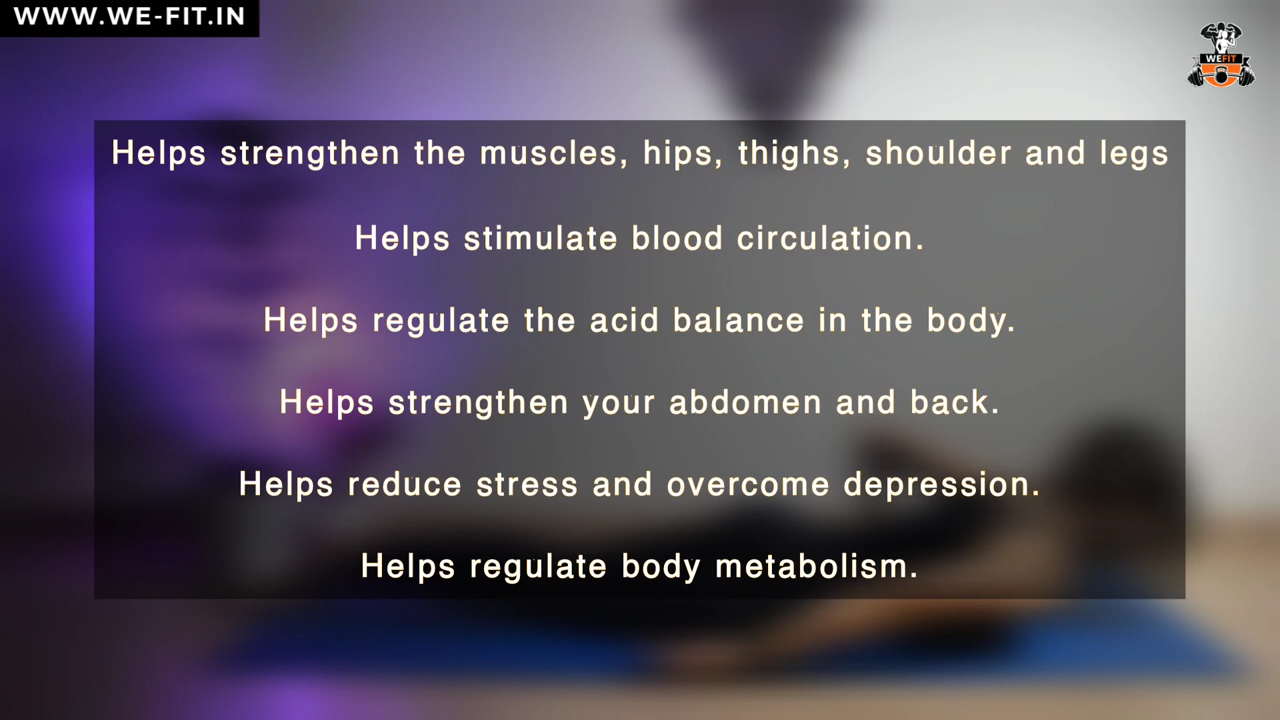 WWW.WE-FIT.IN
WEFIT
Helps strengthen the muscles, hips, thighs, shoulder and legs
Helps stimulate blood circulation.
Helps regulate the acid balance in the body.
Helps strengthen your abdomen and back.
Helps reduce stress and overcome depression.
Helps regulate body metabolism.